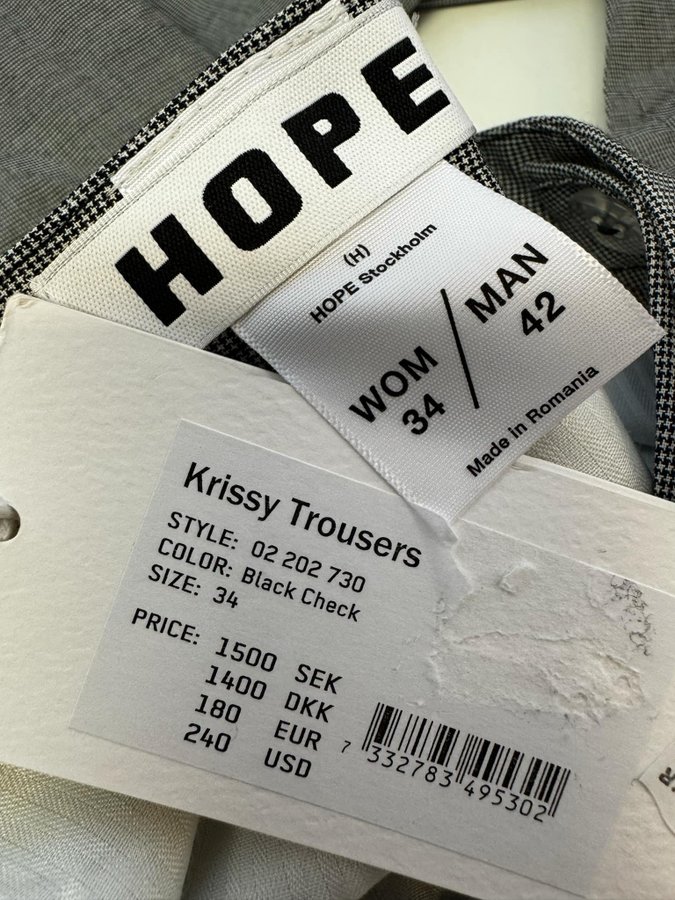 HOPE
(H)
HOPE Stockholm
WOM / MAN
34 42
Made in Romania
Krissy Trousers
STYLE: 02 202 730
COLOR: Black Check
SIZE: 34
PRICE: 1500 SEK
1400 DKK
180 EUR
240 USD
7 332783 495302